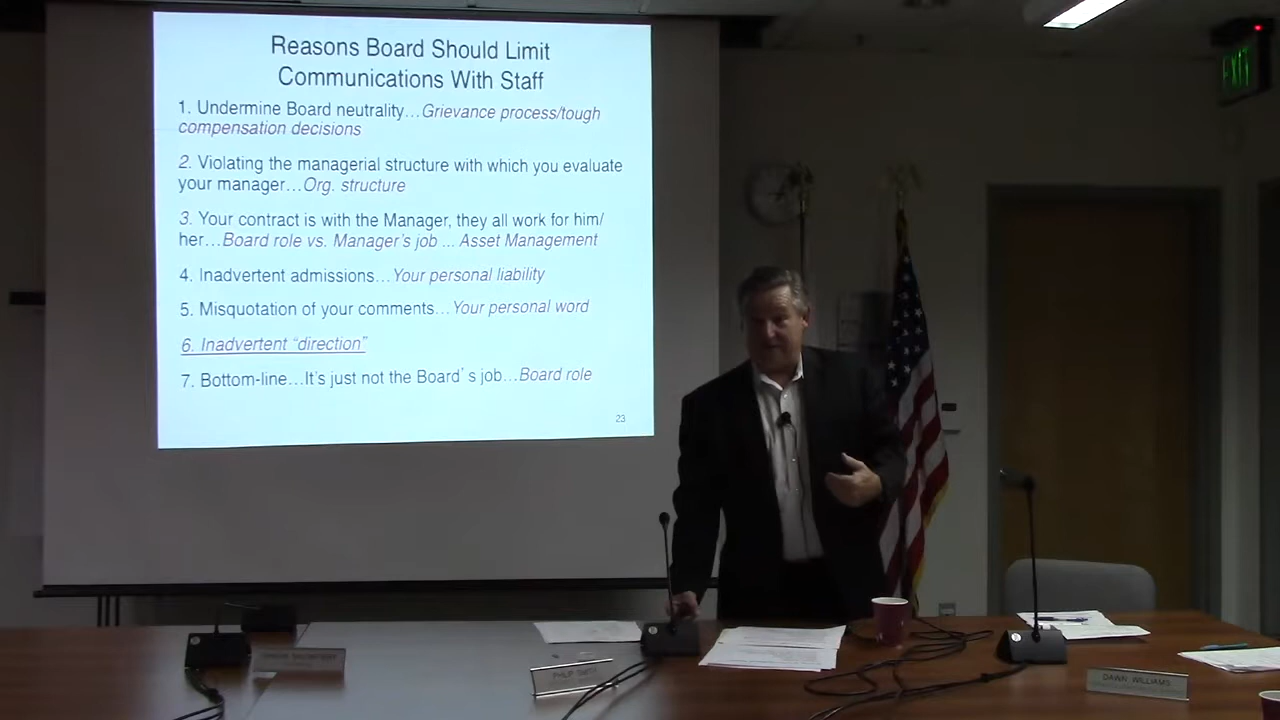 Reasons Board Should Limit
Communications With Staff
1. Undermine Board neutrality…Grievance process/tough
compensation decisions
2. Violating the managerial structure with which you evaluate
your manager…Org. structure
3. Your contract is with the Manager, they all work for him/
her…Board role vs. Manager's job ... Asset Management
4. Inadvertent admissions…Your personal liability
5. Misquotation of your comments…Your personal word
6. Inadvertent “direction”
7. Bottom-line…It's just not the Board's job…Board role
23
EXIT
DAWN WILLIAMS